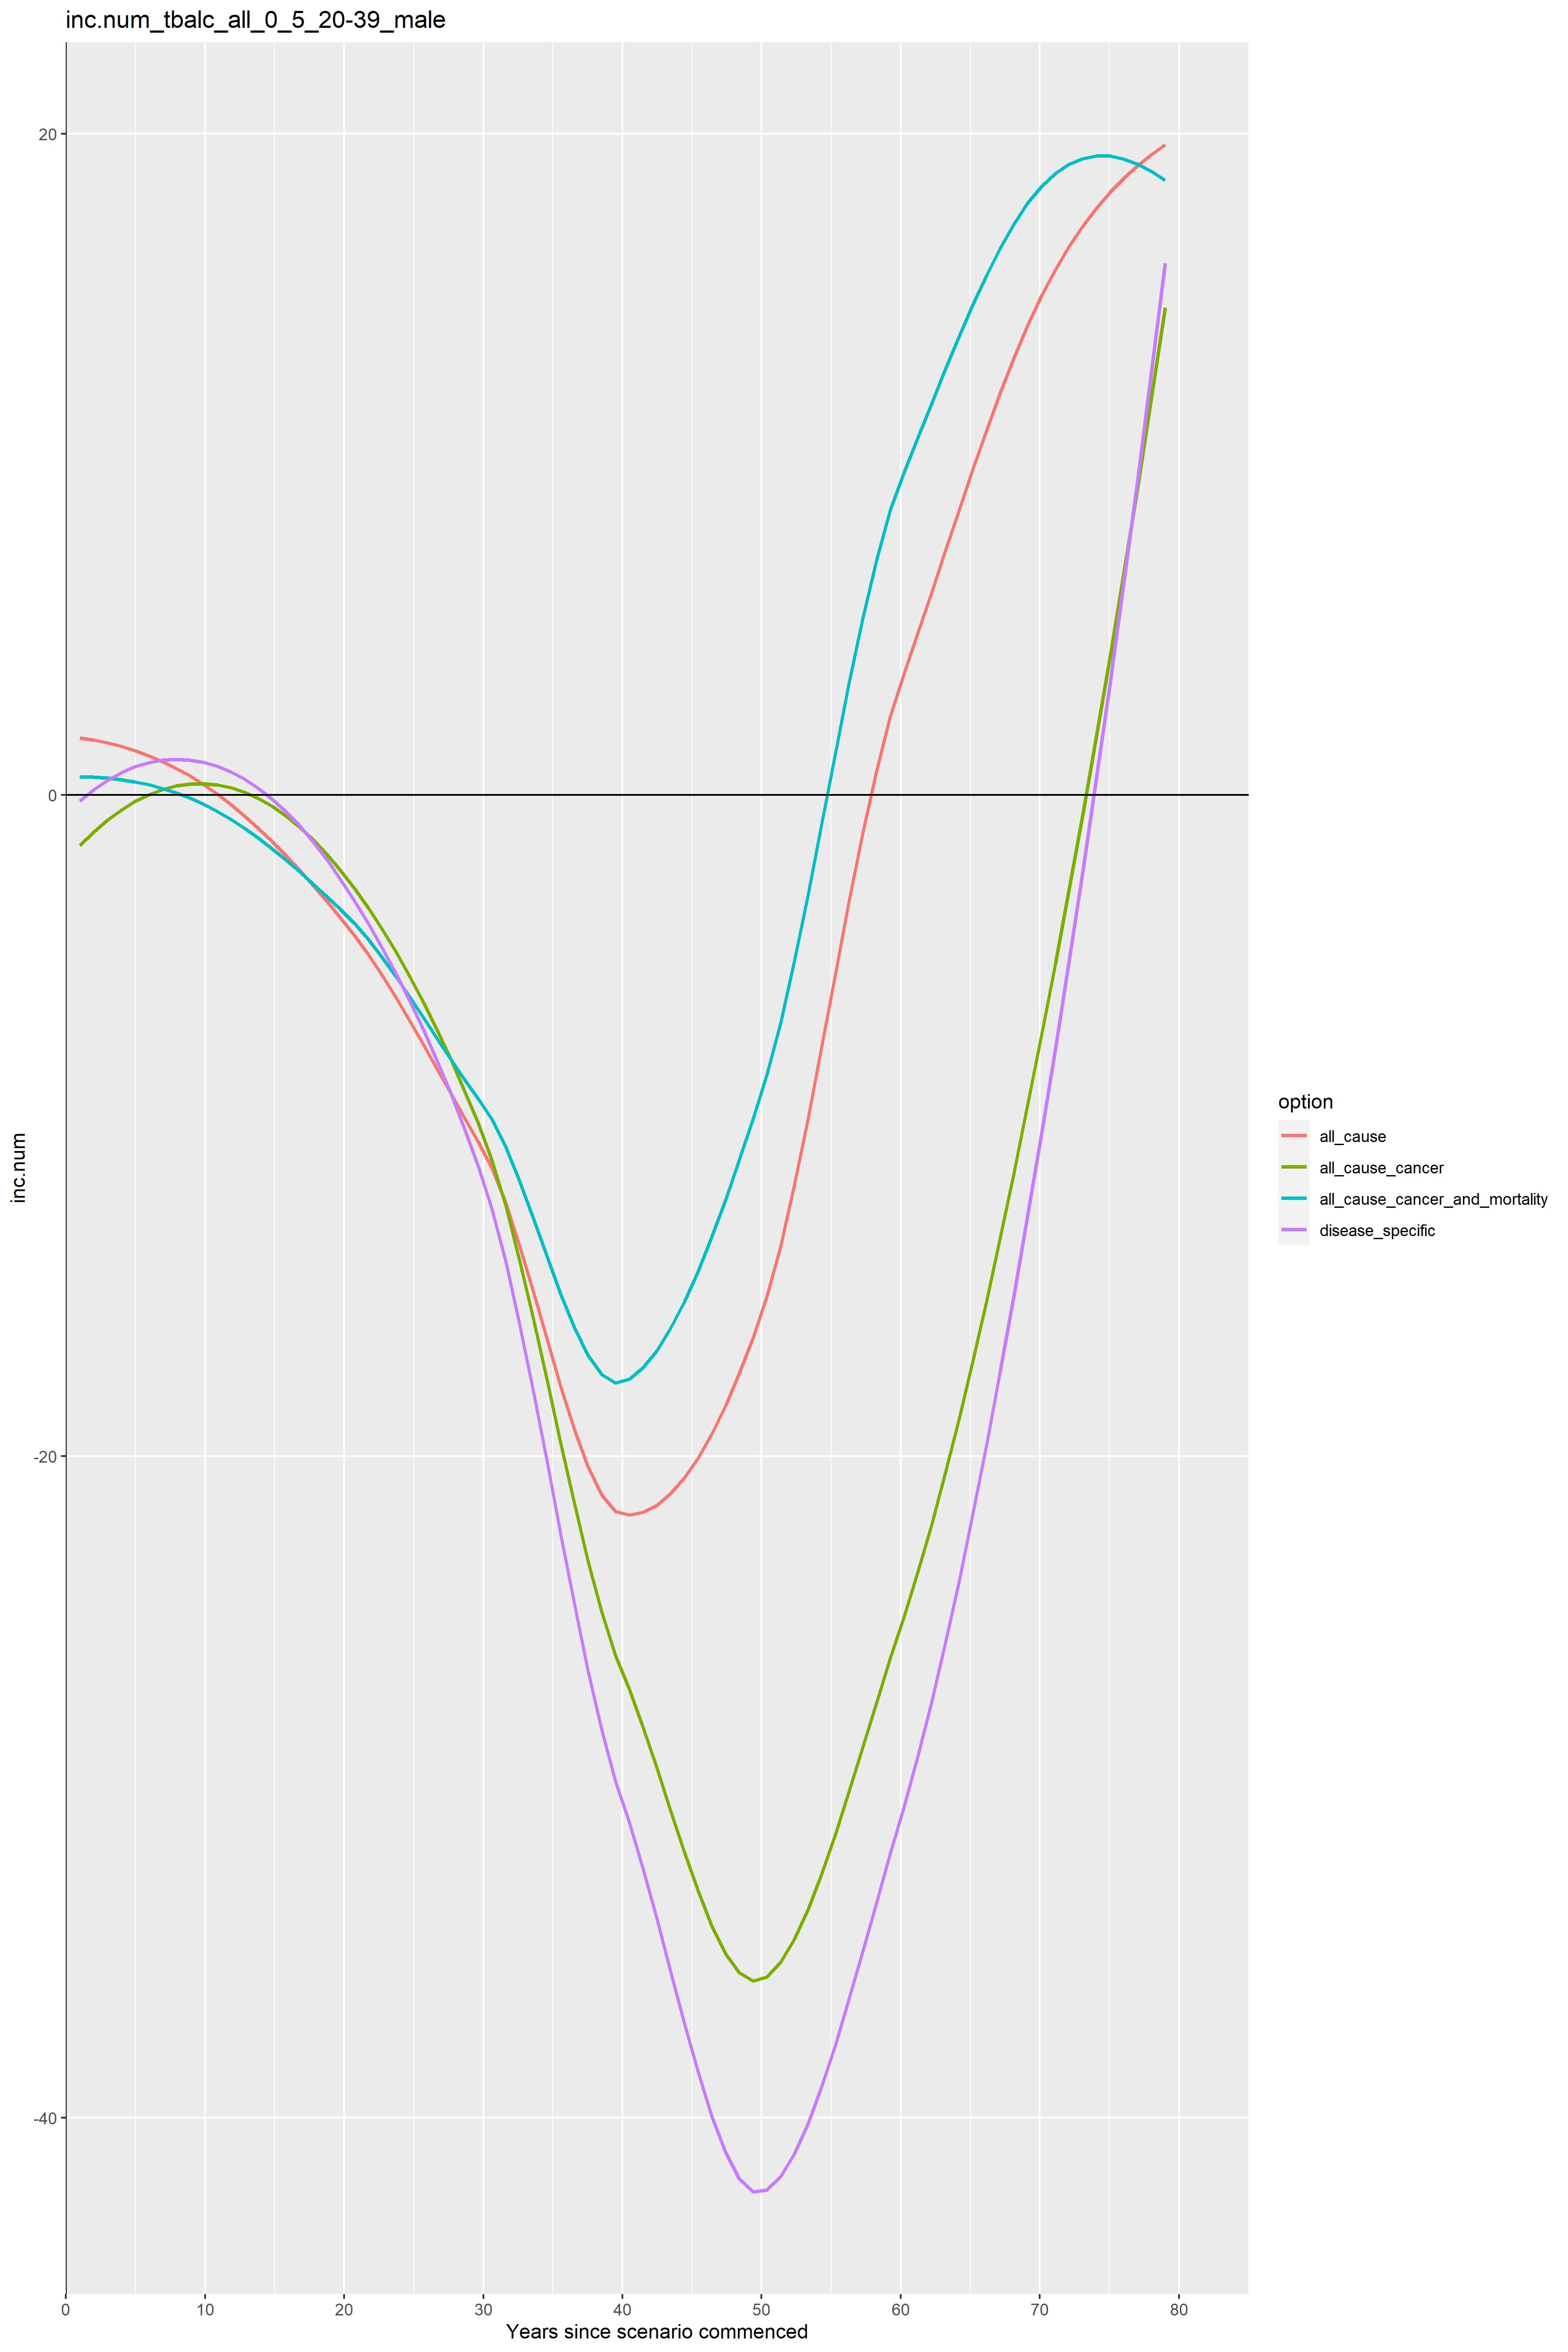 inc.num_tbalc_all_0_5_20-39_male
inc.num
20
0
-20
-40
0 10 20 30 40 50 60 70 80
Years since scenario commenced
option
all_cause
all_cause_cancer
all_cause_cancer_and_mortality
disease_specific